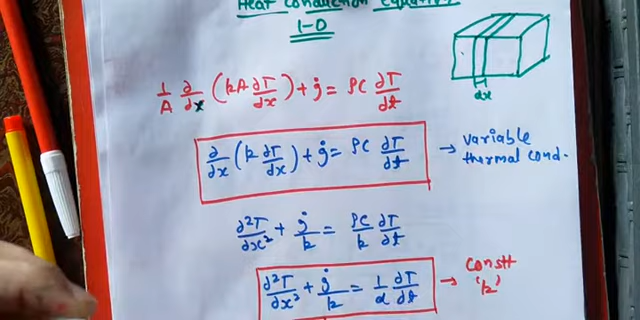 Heat Conduction Equation
1-D
dx
1/A ∂/∂x (kA ∂T/∂x) + ġ = ρC ∂T/∂t
∂/∂x (k ∂T/∂x) + ġ = ρC ∂T/∂t → variable
thermal cond.
∂²T/∂x² + ġ/k = ρC/k ∂T/∂t
∂²T/∂x² + ġ/k = 1/α ∂T/∂t → constt
'k'